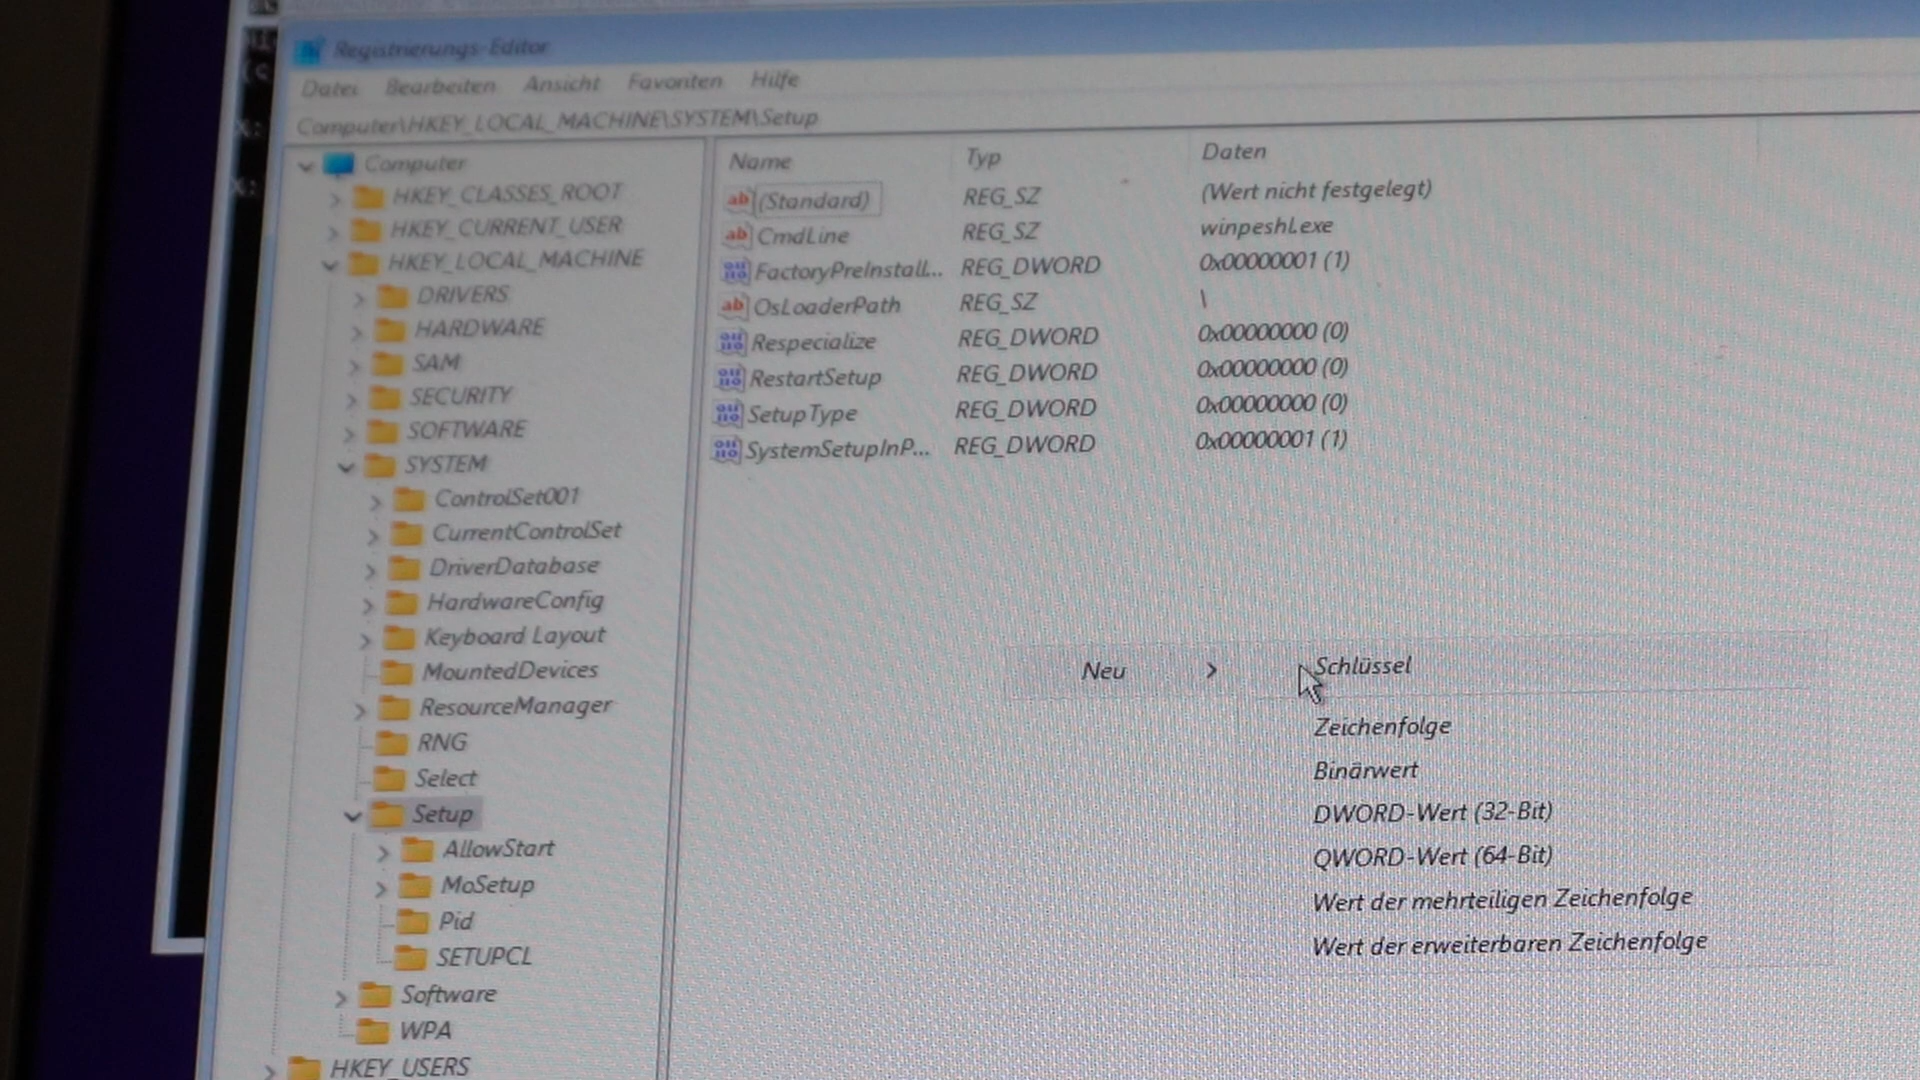 Registrierungs-Editor
Datei Bearbeiten Ansicht Favoriten Hilfe
Computer\HKEY_LOCAL_MACHINE\SYSTEM\Setup
Computer
HKEY_CLASSES_ROOT
HKEY_CURRENT_USER
HKEY_LOCAL_MACHINE
DRIVERS
HARDWARE
SAM
SECURITY
SOFTWARE
SYSTEM
ControlSet001
CurrentControlSet
DriverDatabase
HardwareConfig
Keyboard Layout
MountedDevices
ResourceManager
RNG
Select
Setup
AllowStart
MoSetup
Pid
SETUPCL
Software
WPA
HKEY_USERS
Name Typ Daten
(Standard) REG_SZ (Wert nicht festgelegt)
CmdLine REG_SZ winpeshl.exe
FactoryPreInstall... REG_DWORD 0x00000001 (1)
OsLoaderPath REG_SZ \
Respecialize REG_DWORD 0x00000000 (0)
RestartSetup REG_DWORD 0x00000000 (0)
SetupType REG_DWORD 0x00000000 (0)
SystemSetupInP... REG_DWORD 0x00000001 (1)
Neu > Schlüssel
Zeichenfolge
Binärwert
DWORD-Wert (32-Bit)
QWORD-Wert (64-Bit)
Wert der mehrteiligen Zeichenfolge
Wert der erweiterbaren Zeichenfolge